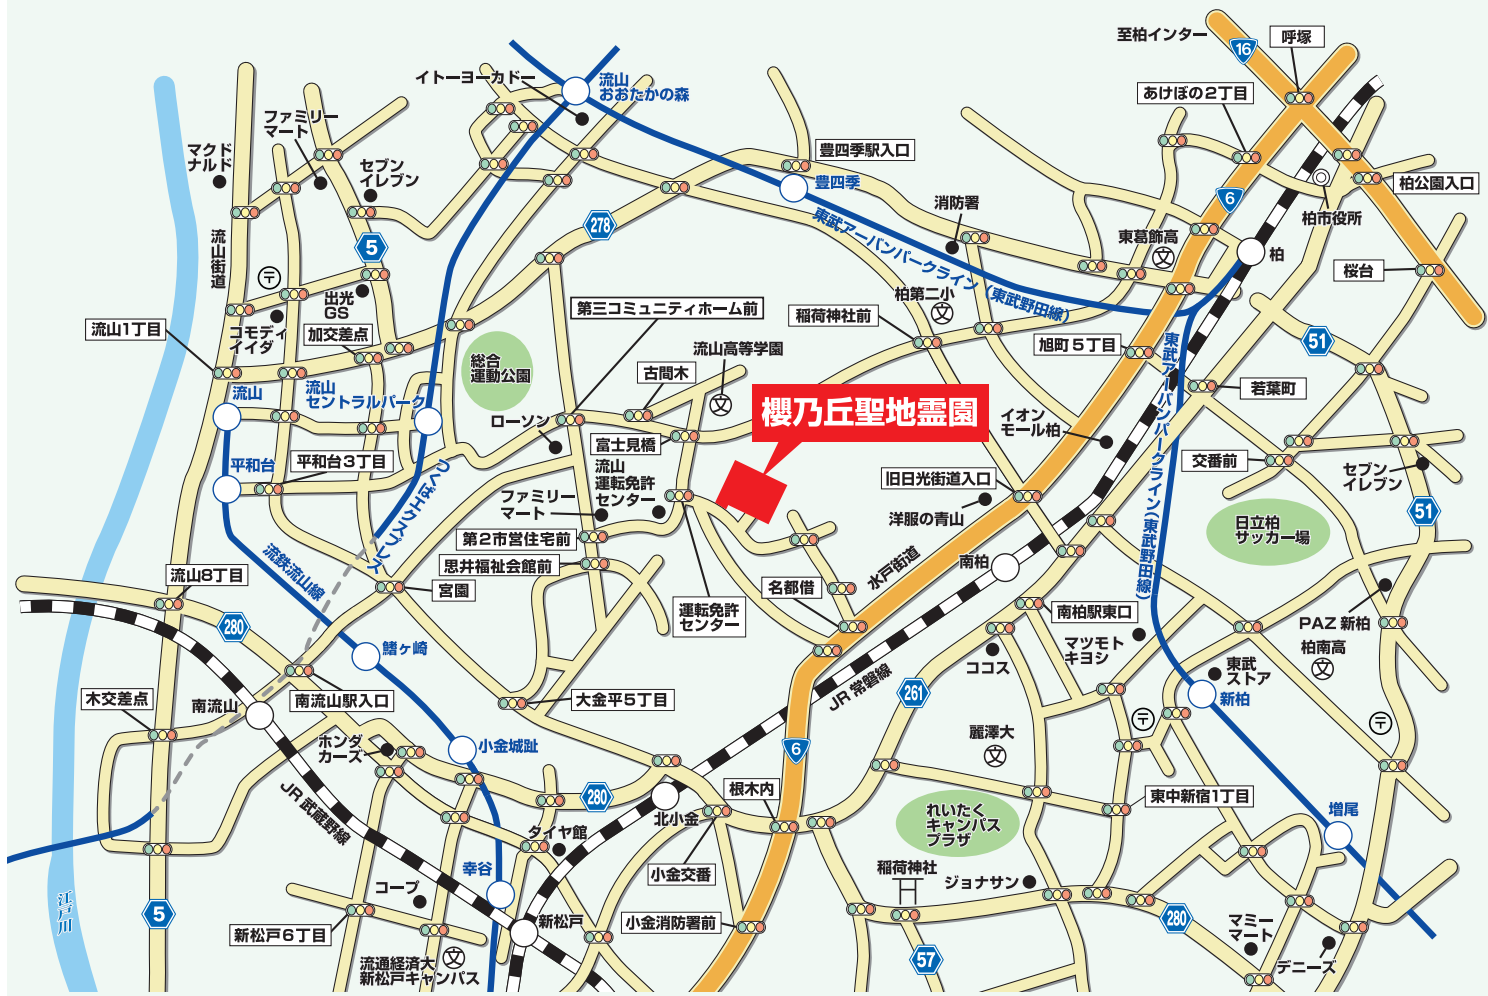 至柏インター
16
呼塚
イトーヨーカドー
流山
おおたかの森
あけぼの2丁目
ファミリー
マート
マクド
ナルド
セブン
イレブン
豊四季駅入口
豊四季
柏公園入口
消防署
6
柏市役所
278
東武アーバンパークライン(東武野田線)
東葛飾高
文
柏
5
流山街道
桜台
〒
出光
GS
柏第二小
文
第三コミュニティホーム前
稲荷神社前
流山1丁目
コモディ
イイダ
加交差点
総合
運動公園
流山高等学園
文
旭町5丁目
51
東武アーバンパークライン(東武野田線)
古間木
若葉町
流山
流山
セントラルパーク
櫻乃丘聖地霊園
ローソン
イオン
モール柏
富士見橋
平和台
平和台3丁目
流山
運転免許
センター
交番前
セブン
イレブン
つくばエクスプレス
旧日光街道入口
ファミリー
マート
洋服の青山
51
日立柏
サッカー場
第2市営住宅前
流鉄流山線
思井福祉会館前
水戸街道
南柏
流山8丁目
宮園
名都借
PAZ 新柏
運転免許
センター
南柏駅東口
280
マツモト
キヨシ
柏南高
文
鰭ヶ崎
ココス
東武
ストア
JR 常磐線
261
新柏
木交差点
南流山
南流山駅入口
大金平5丁目
〒
〒
麗澤大
文
ホンダ
カーズ
小金城趾
6
根木内
280
東中新宿1丁目
JR 武蔵野線
北小金
れいたく
キャンパス
プラザ
増尾
タイヤ館
幸谷
小金交番
稲荷神社
ジョナサン
コープ
江戸川
5
新松戸
新松戸6丁目
小金消防署前
280
マミー
マート
文
流通経済大
新松戸キャンパス
57
デニーズ